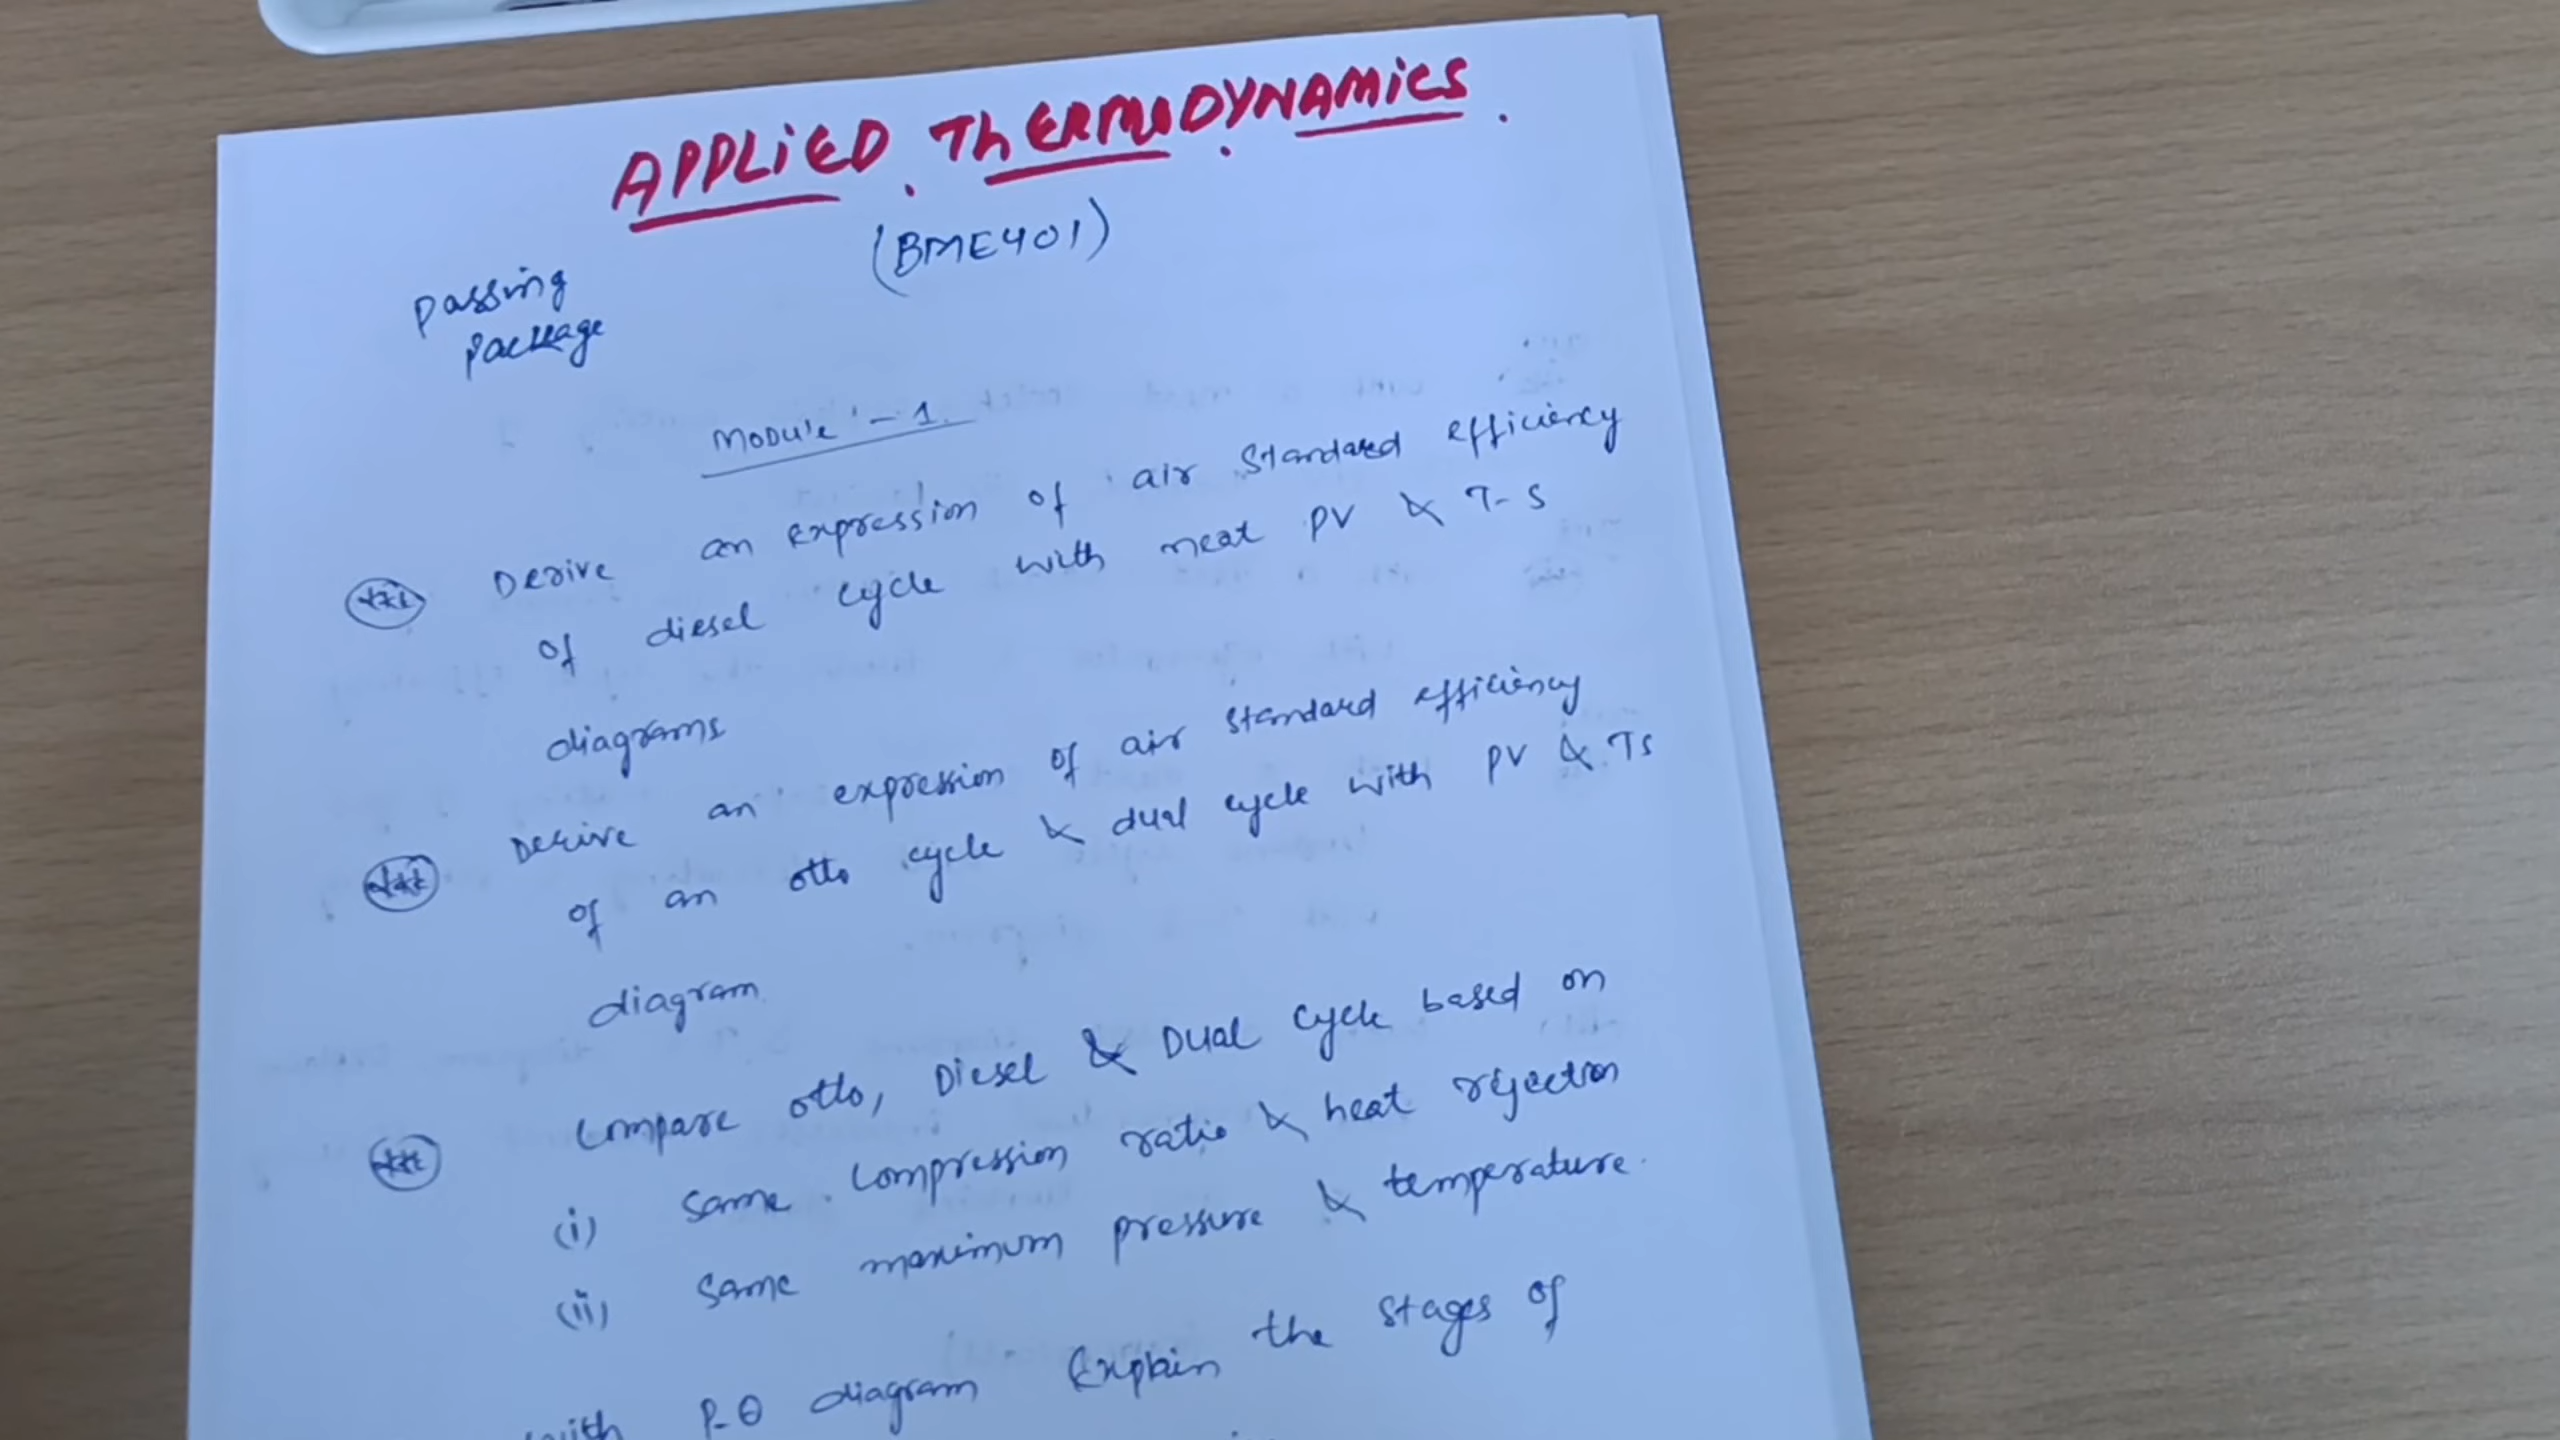 APPLIED THERMODYNAMICS.
(BME401)
Passing
Package
Module - 1
*** Derive an expression of air standard efficiency
of diesel cycle with neat PV & T-S
diagrams
*** Derive an expression of air standard efficiency
of an otto cycle & dual cycle with PV & TS
diagram
*** Compare otto, Diesel & Dual cycle based on
(i) same compression ratio & heat rejection
(ii) same maximum pressure & temperature.
with P-θ diagram Explain the stages of